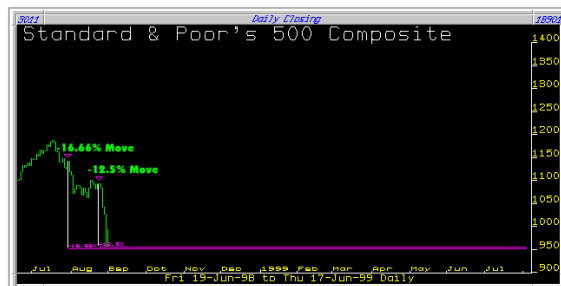 5011 Daily Closing 18901
Standard & Poor's 500 Composite
1400
1350
1300
1250
1200
1150
1100
1050
1000
950
900
-16.66% Move
-12.5% Move
Jul Aug Sep Oct Nov Dec 1999 Feb Mar Apr May Jun Jul
Fri 19-Jun-98 to Thu 17-Jun-99 Daily